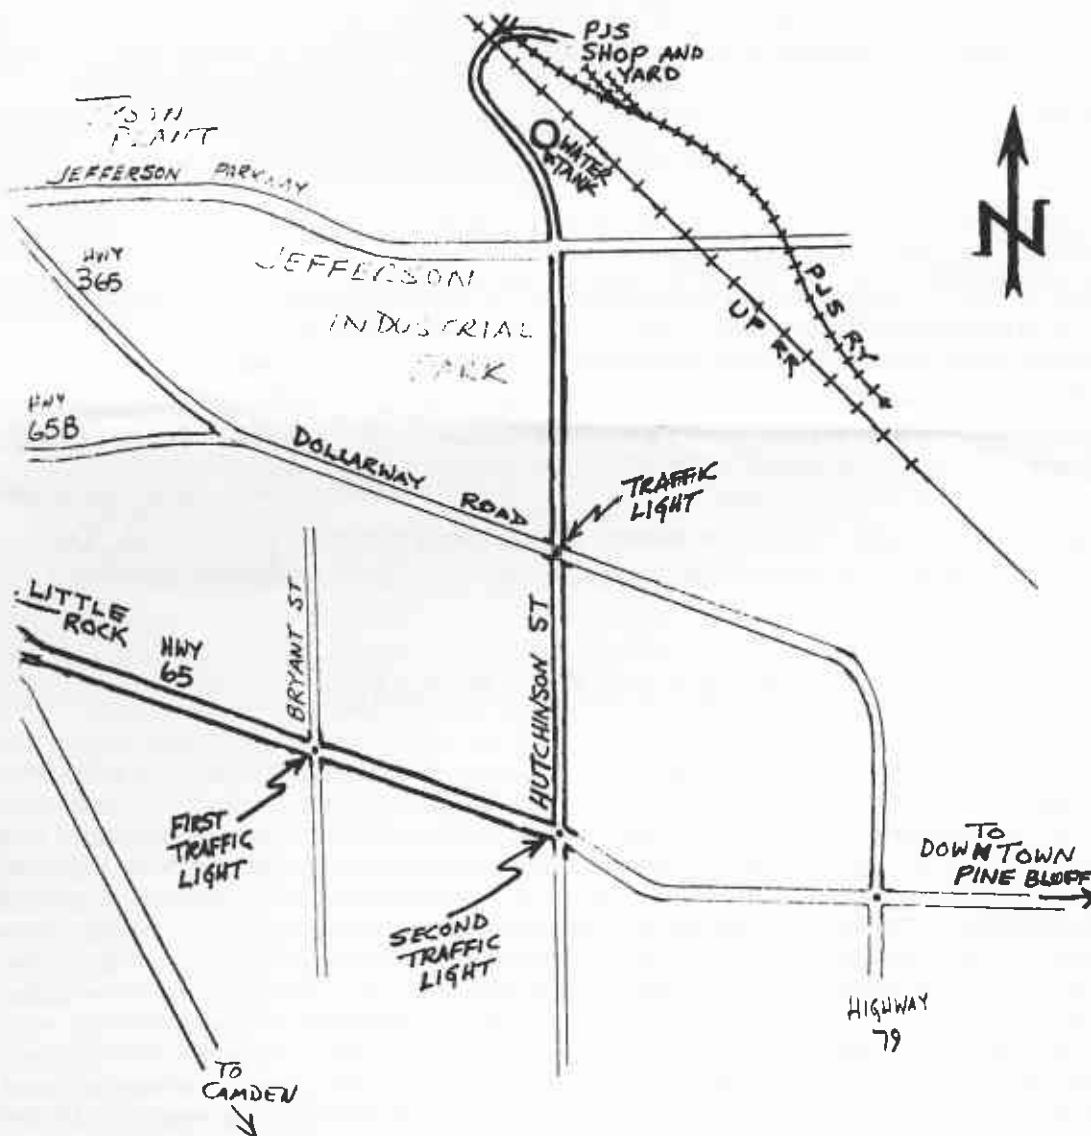 PJS
SHOP AND
YARD
PLANT
WATER
TANK
JEFFERSON PARKWAY
HWY
365
JEFFERSON
INDUSTRIAL
PARK
UP RR
PJS RY
HWY
65B
DOLLARWAY ROAD
TRAFFIC
LIGHT
LITTLE
ROCK
HWY
65
BRYANT ST
HUTCHINSON ST
FIRST
TRAFFIC
LIGHT
SECOND
TRAFFIC
LIGHT
TO
DOWNTOWN
PINE BLUFF
HIGHWAY
79
TO
CAMDEN